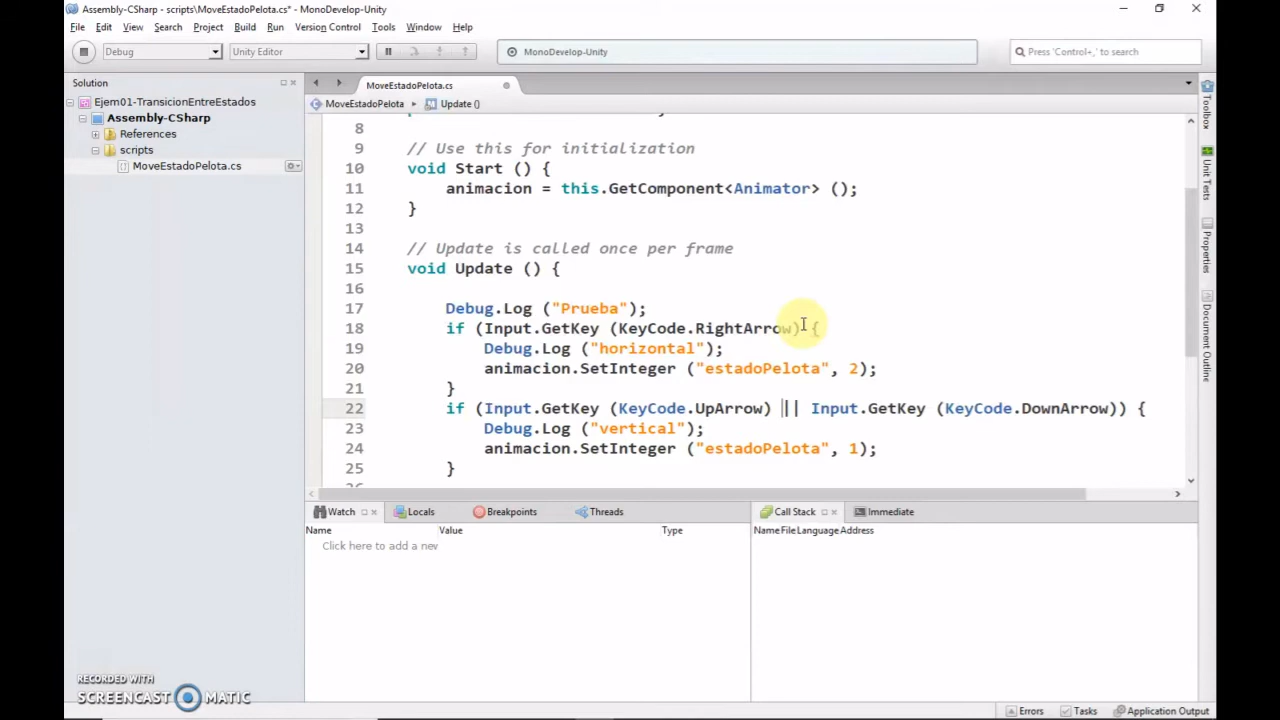 Assembly-CSharp - scripts\MoveEstadoPelota.cs* - MonoDevelop-Unity
File Edit View Search Project Build Run Version Control Tools Window Help
Debug Unity Editor MonoDevelop-Unity Press 'Control+,' to search
Solution
MoveEstadoPelota.cs
Ejem01-TransicionEntreEstados
MoveEstadoPelota Update ()
Assembly-CSharp
References
scripts
MoveEstadoPelota.cs
8
9 // Use this for initialization
10 void Start () {
11 animacion = this.GetComponent<Animator> ();
12 }
13
14 // Update is called once per frame
15 void Update () {
16
17 Debug.Log ("Prueba");
18 if (Input.GetKey (KeyCode.RightArrow) {
19 Debug.Log ("horizontal");
20 animacion.SetInteger ("estadoPelota", 2);
21 }
22 if (Input.GetKey (KeyCode.UpArrow) || Input.GetKey (KeyCode.DownArrow)) {
23 Debug.Log ("vertical");
24 animacion.SetInteger ("estadoPelota", 1);
25 }
Toolbox
Unit Tests
Properties
Document Outline
Watch Locals Breakpoints Threads
Name Value Type
Click here to add a nev
Call Stack Immediate
Name File Language Address
RECORDED WITH
SCREENCAST MATIC
Errors Tasks Application Output